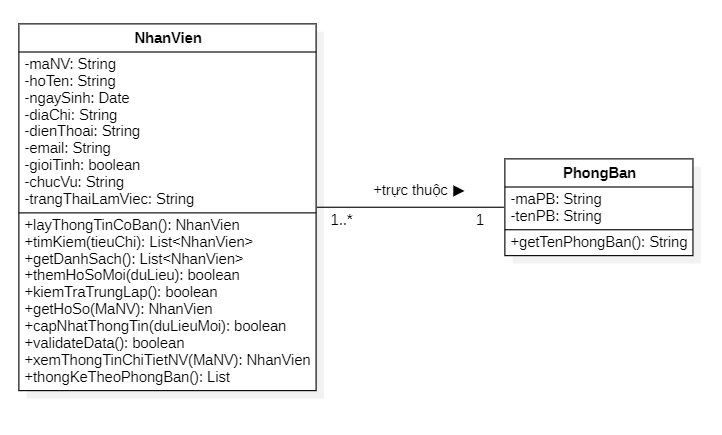 NhanVien
-maNV: String
-hoTen: String
-ngaySinh: Date
-diaChi: String
-dienThoai: String
-email: String
-gioiTinh: boolean
-chucVu: String
-trangThaiLamViec: String
+layThongTinCoBan(): NhanVien
+timKiem(tieuChi): List<NhanVien>
+getDanhSach(): List<NhanVien>
+themHoSoMoi(duLieu): boolean
+kiemTraTrungLap(): boolean
+getHoSo(MaNV): NhanVien
+capNhatThongTin(duLieuMoi): boolean
+validateData(): boolean
+xemThongTinChiTietNV(MaNV): NhanVien
+thongKeTheoPhongBan(): List
+trực thuộc ▶
1..*
1
PhongBan
-maPB: String
-tenPB: String
+getTenPhongBan(): String